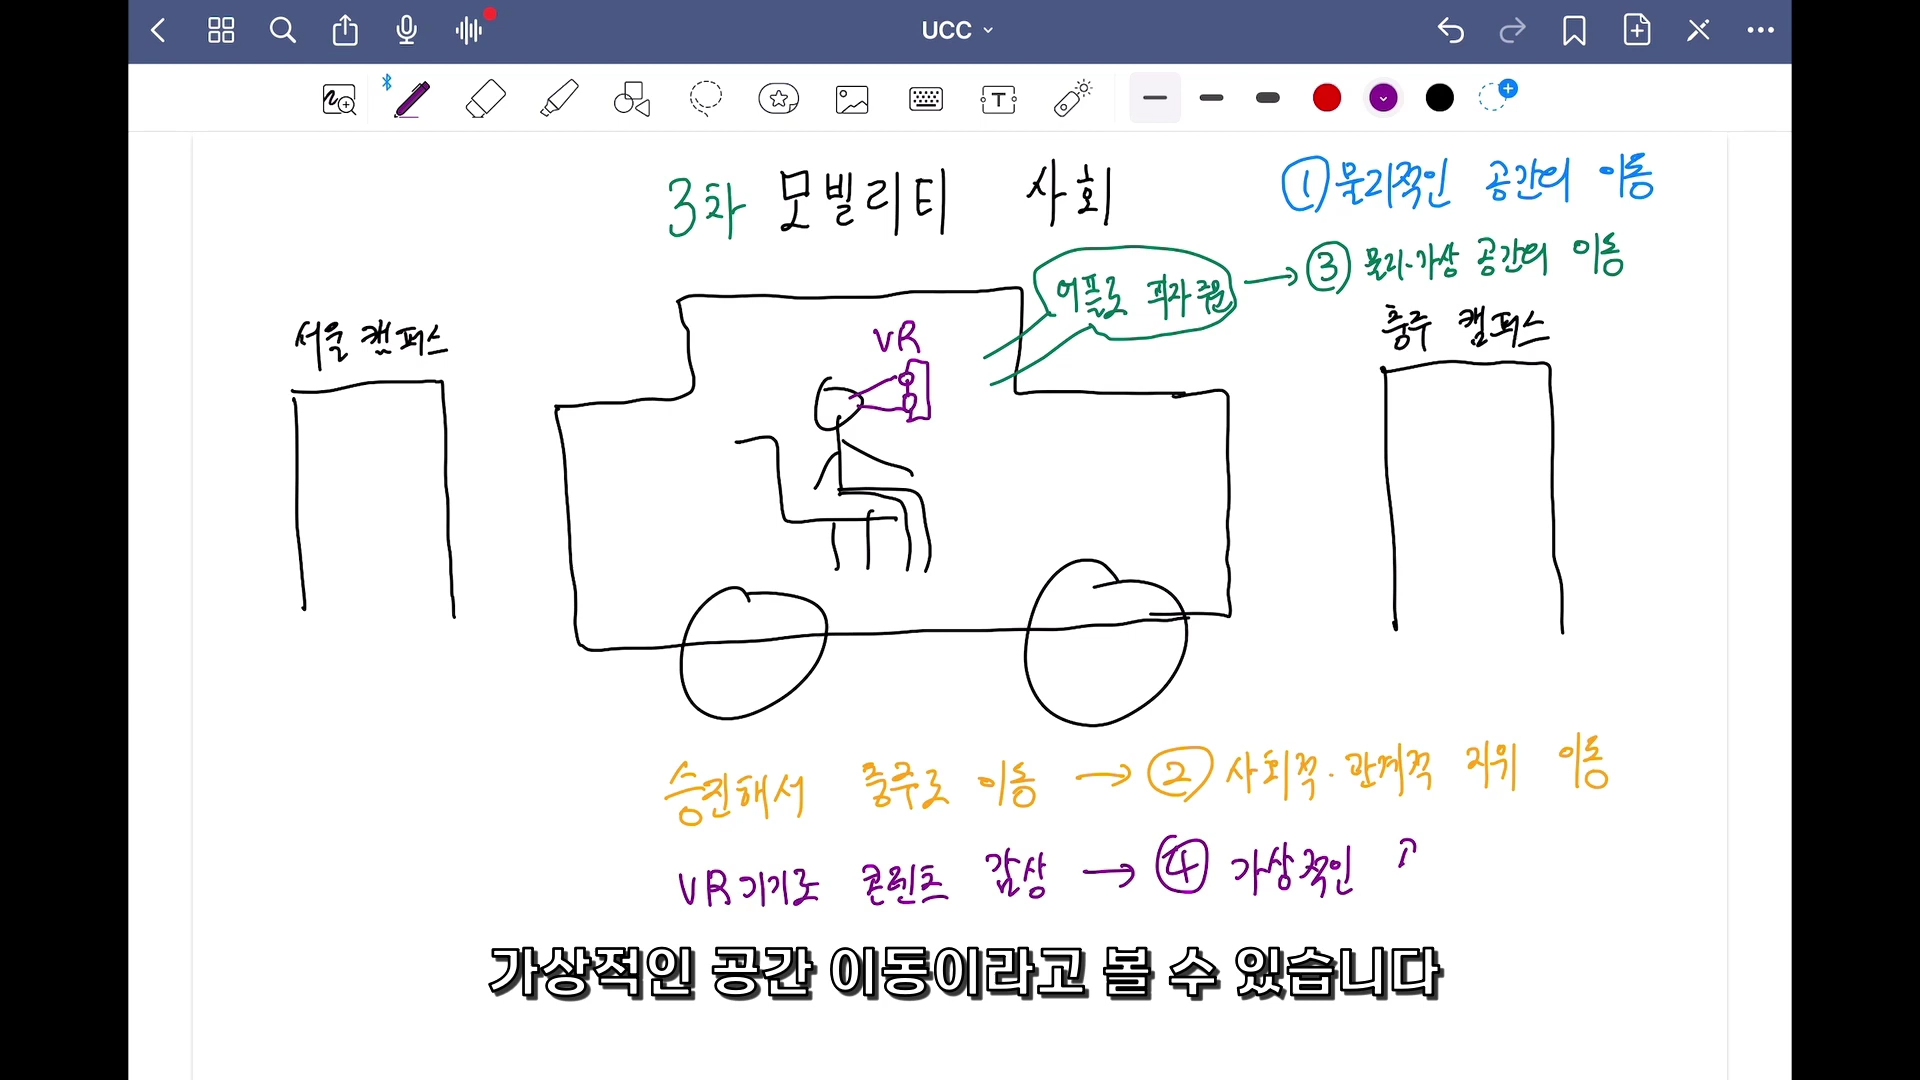 UCC
3차 모빌리티 사회
①물리적인 공간의 이동
어플로 피자 주문 → ③ 물리·가상 공간의 이동
서울 캠퍼스
VR
충주 캠퍼스
승진해서 충주로 이동 → ② 사회적·관계적 지위 이동
VR기기로 콘텐츠 감상 → ④ 가상적인
가상적인 공간 이동이라고 볼 수 있습니다